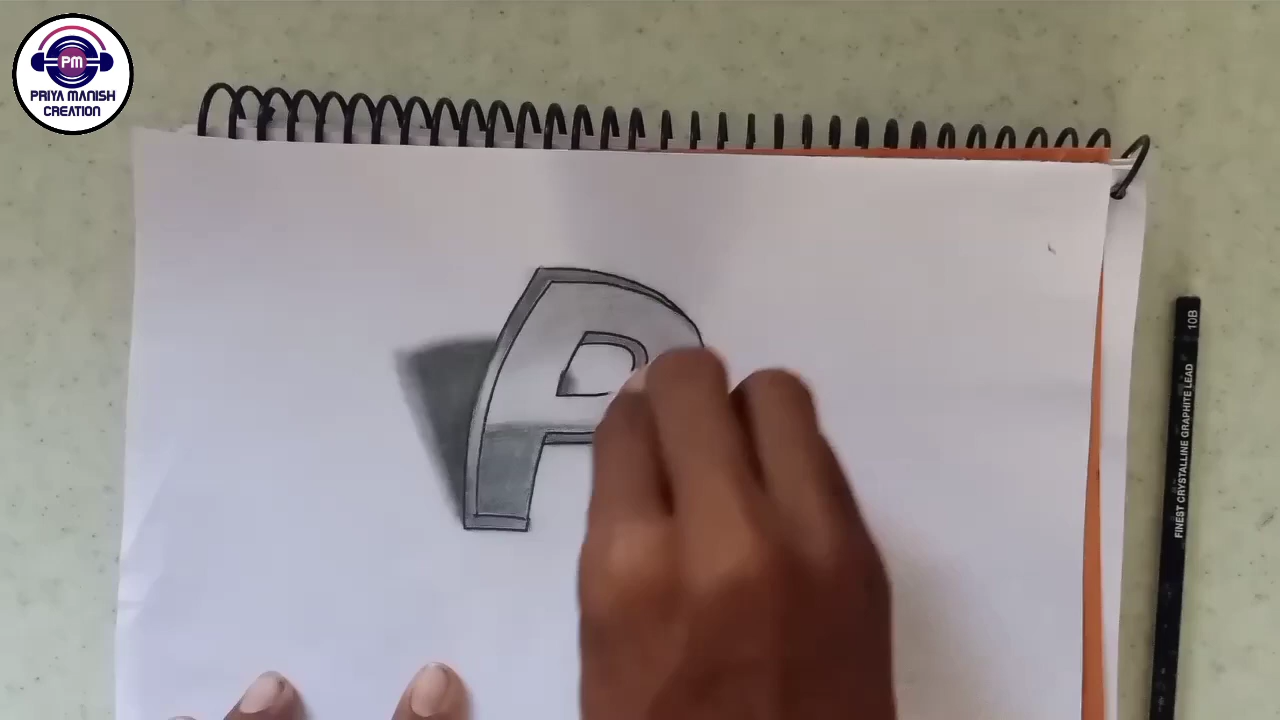 PM
PRIYA MANISH
CREATION
P
FINEST CRYSTALLINE GRAPHITE LEAD 10B